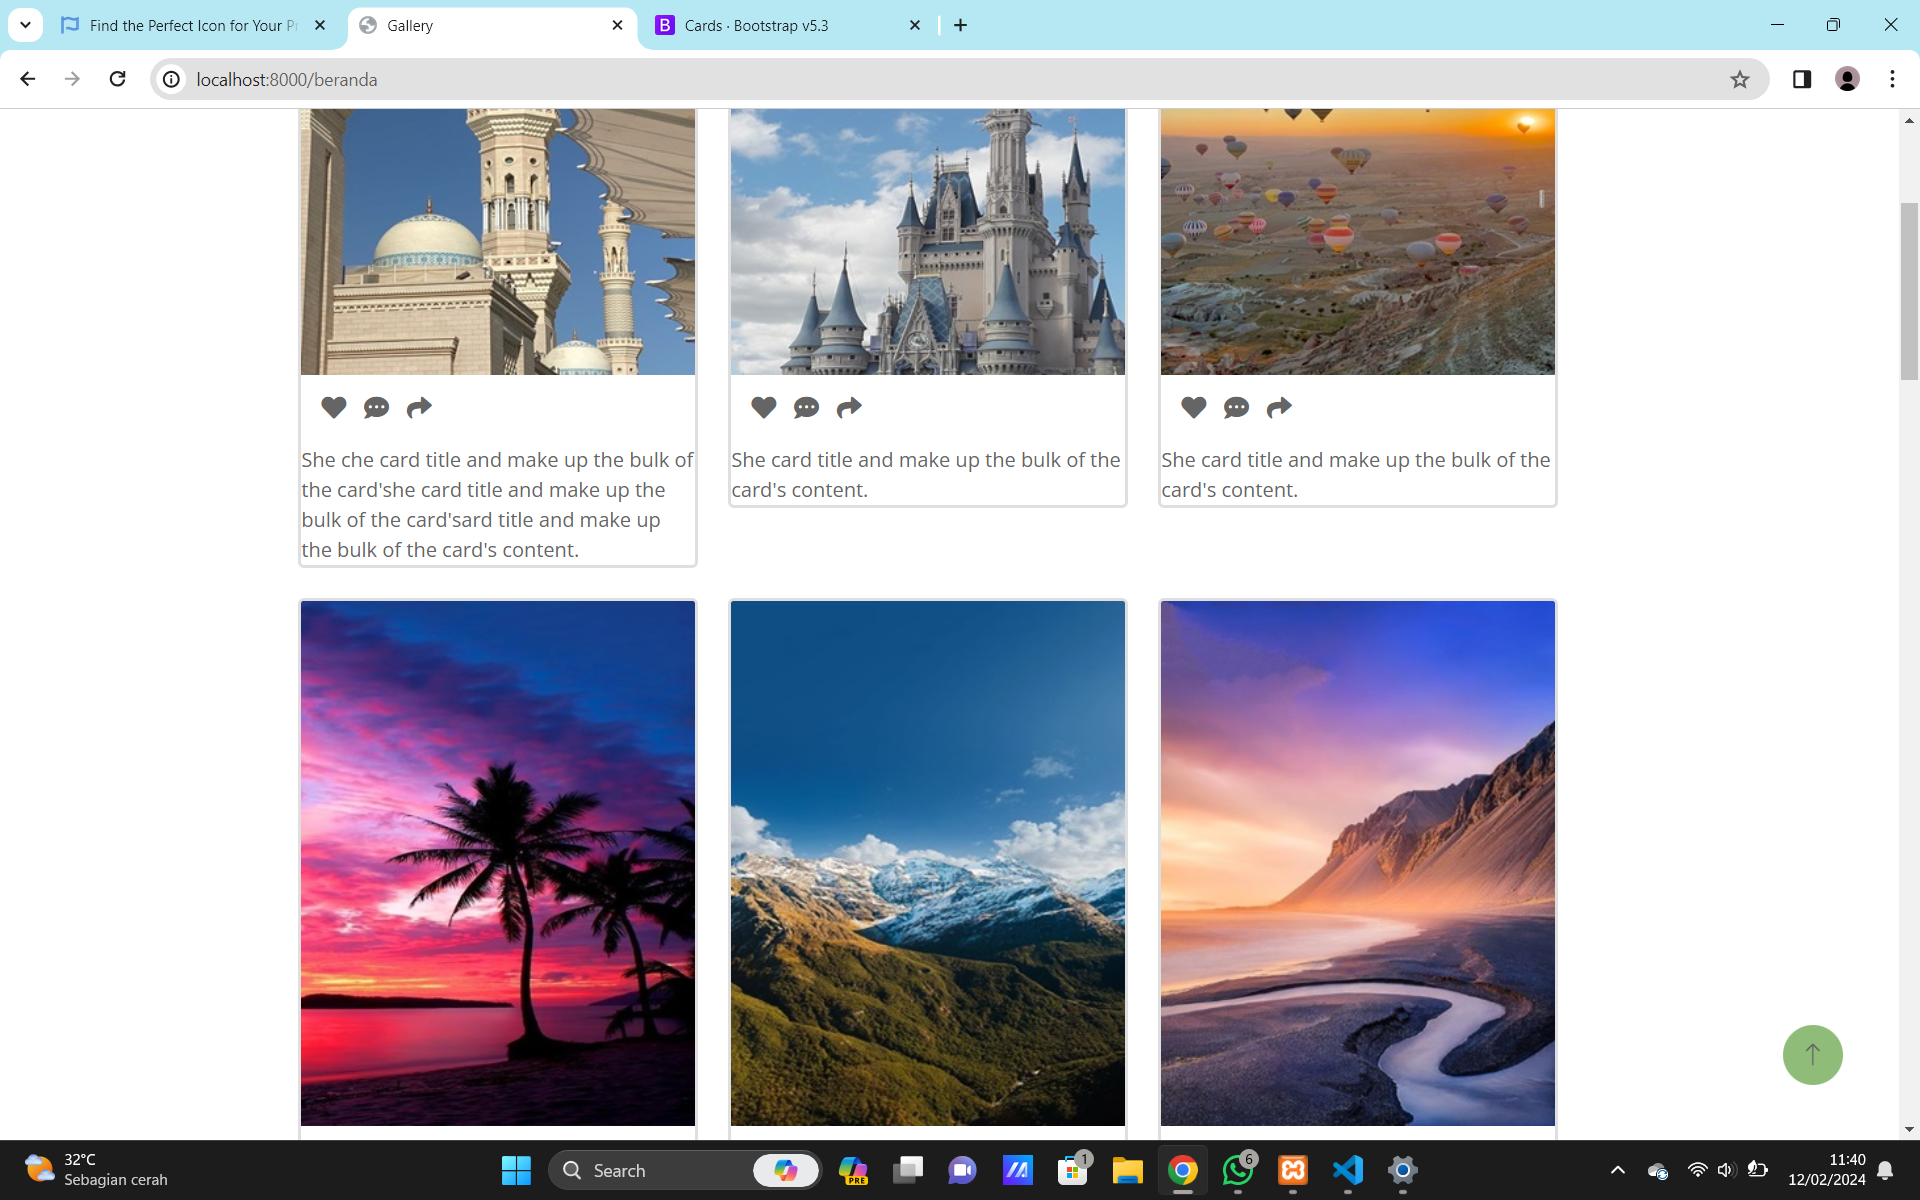 Find the Perfect Icon for Your Pr
Gallery
Cards · Bootstrap v5.3
localhost:8000/beranda
She che card title and make up the bulk of
the card'she card title and make up the
bulk of the card'sard title and make up
the bulk of the card's content.
She card title and make up the bulk of the
card's content.
She card title and make up the bulk of the
card's content.
32°C
Sebagian cerah
Search
PRE
1
6
11:40
12/02/2024